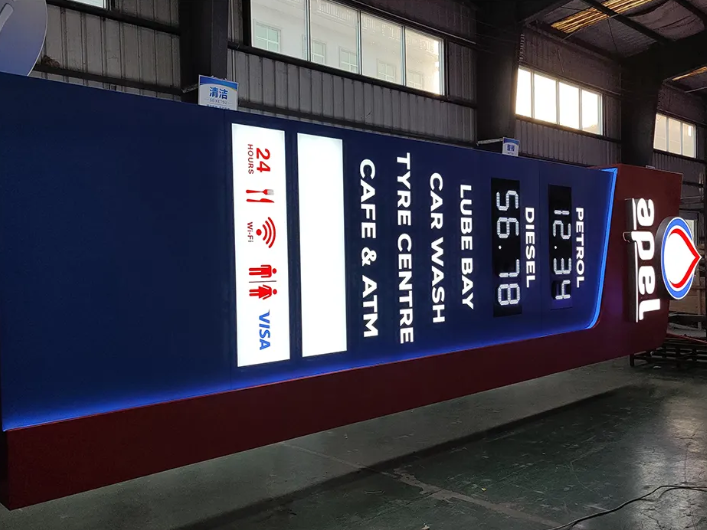 apel
PETROL
12.34
DIESEL
56.78
LUBE BAY
CAR WASH
TYRE CENTRE
CAFE & ATM
24
HOURS
Wi-Fi
VISA
清洁